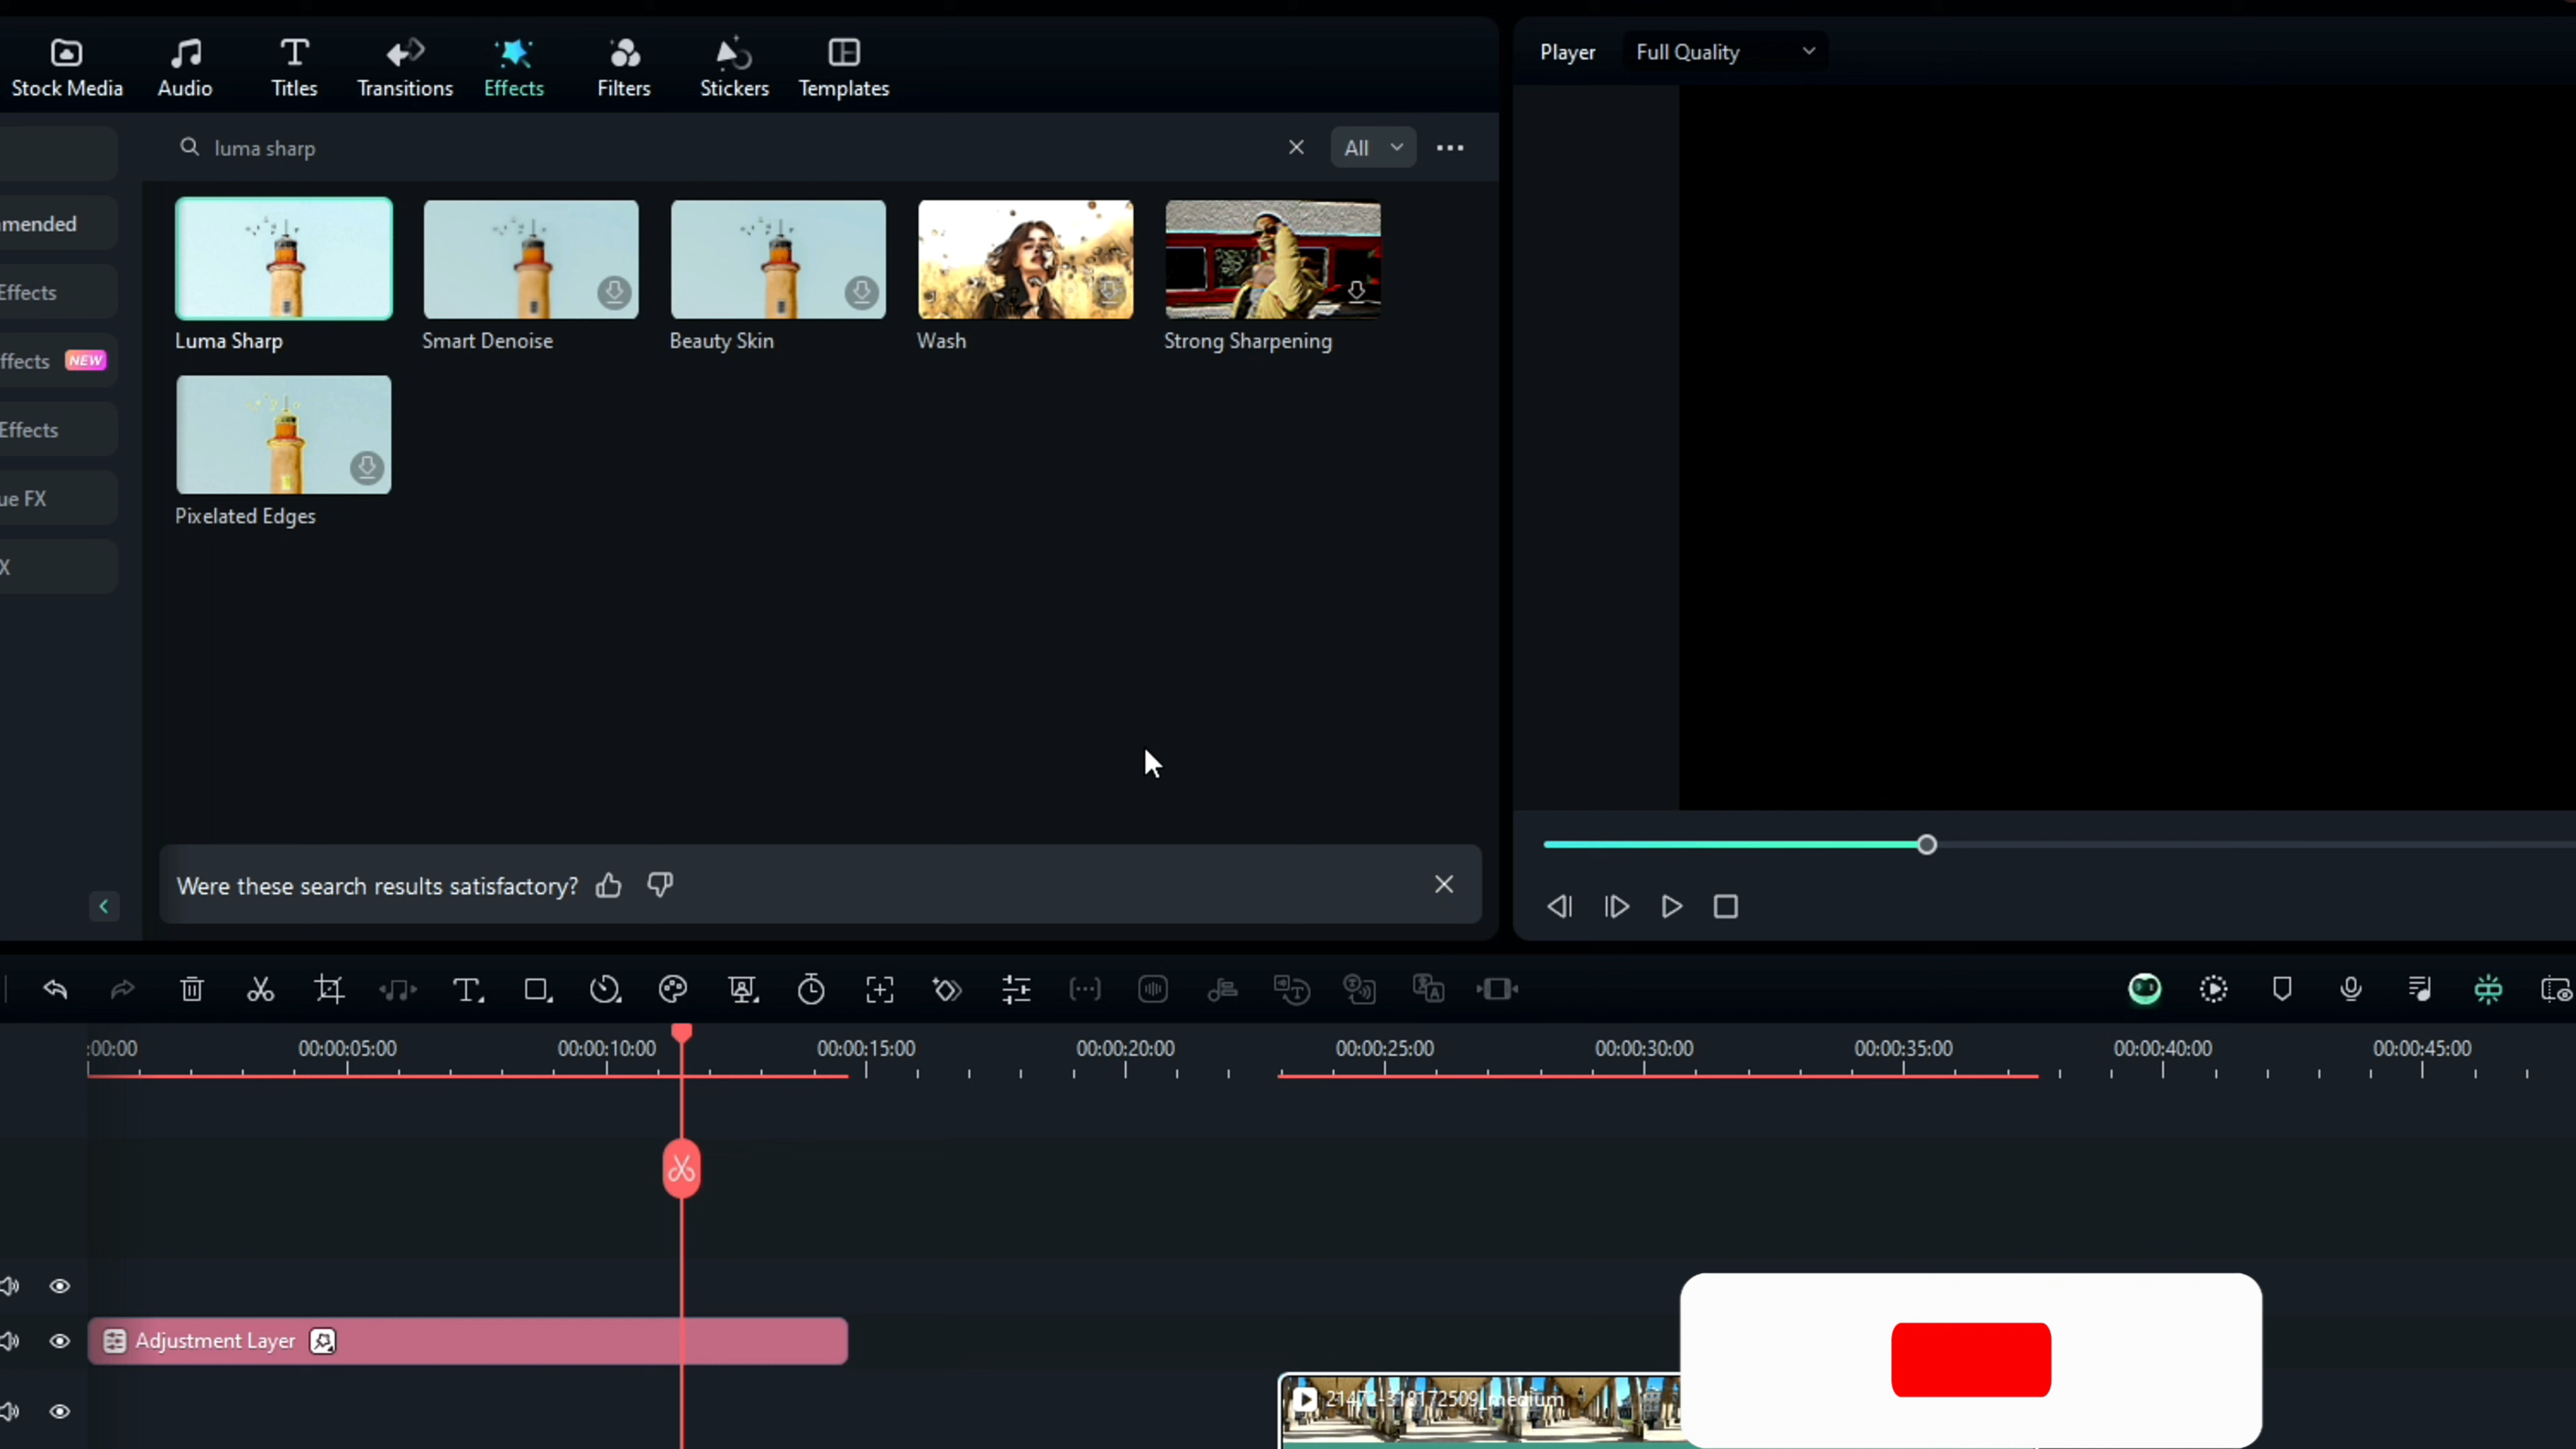 Stock Media
Audio
Titles
Transitions
Effects
Filters
Stickers
Templates
Player
Full Quality
luma sharp
All
mmended
Effects
ffects NEW
Effects
ue FX
X
Luma Sharp
Smart Denoise
Beauty Skin
Wash
Strong Sharpening
Pixelated Edges
Were these search results satisfactory?
:00:00
00:00:05:00
00:00:10:00
00:00:15:00
00:00:20:00
00:00:25:00
00:00:30:00
00:00:35:00
00:00:40:00
00:00:45:00
Adjustment Layer